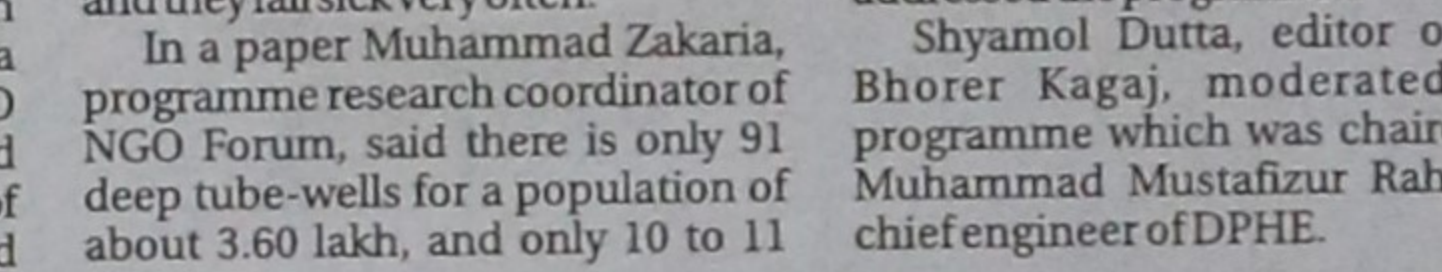 In a paper Muhammad Zakaria,
programme research coordinator of
NGO Forum, said there is only 91
deep tube-wells for a population of
about 3.60 lakh, and only 10 to 11
Shyamol Dutta, editor
Bhorer Kagaj, moderated
programme which was
Muhammad Mustafizur
chief engineer of DPHE.